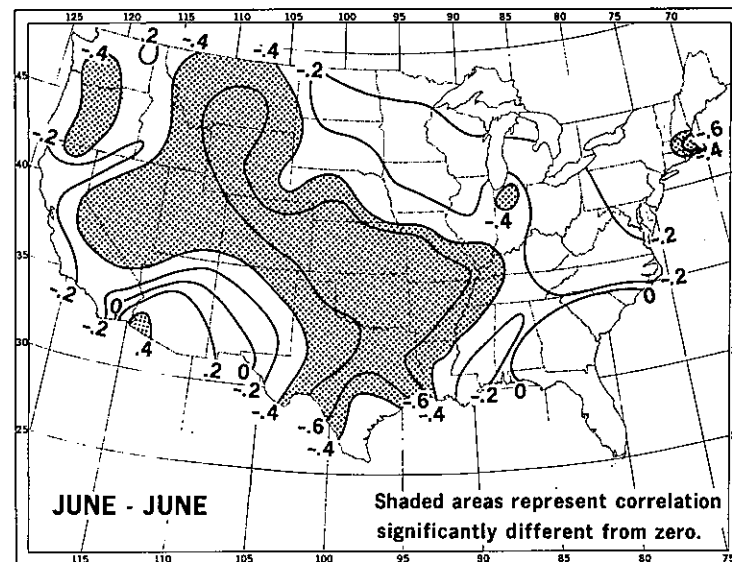 125 120 115 110 105 100 95 90 85 80 75 70
-.4 .2 -.4 -.4 -.2 67
45
-.6
-.4
-.2
40
-.4
-.2
35
-.2
0
-.2 -.2 0 .4 .2 0 -.2 -.4 -.6 -.4 -.6 -.4 -.2 0
30
25
JUNE - JUNE
Shaded areas represent correlation
significantly different from zero.
115 110 105 100 95 90 85 80 75